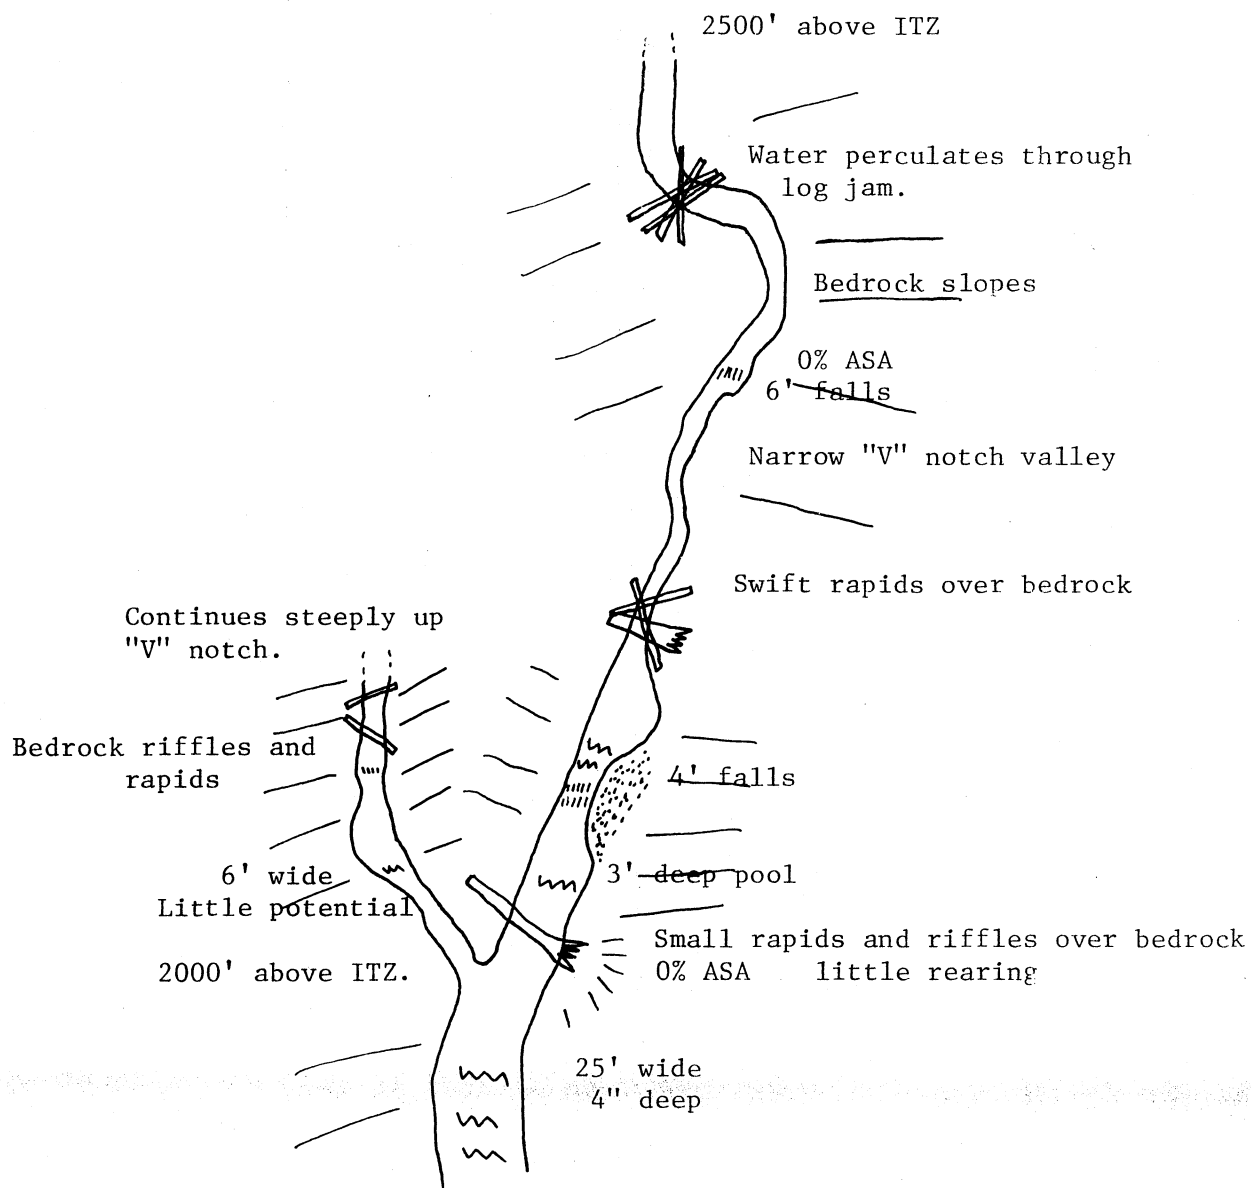 2500' above ITZ
Water perculates through
log jam.
Bedrock slopes
0% ASA
6' falls
Narrow "V" notch valley
Swift rapids over bedrock
Continues steeply up
"V" notch.
Bedrock riffles and
rapids
4' falls
6' wide
Little potential
3' deep pool
2000' above ITZ.
Small rapids and riffles over bedrock
0% ASA little rearing
25' wide
4" deep